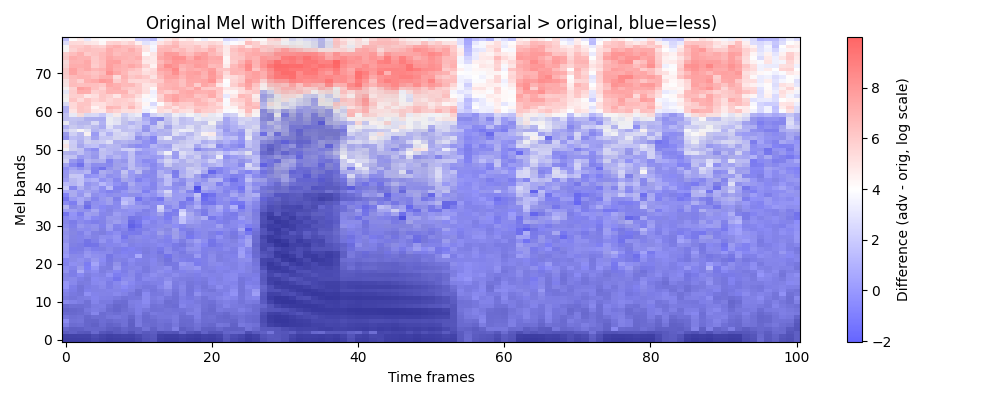 Original Mel with Differences (red=adversarial > original, blue=less)
Mel bands
70
60
50
40
30
20
10
0
0 20 40 60 80 100
Time frames
8
6
4
2
0
−2
Difference (adv - orig, log scale)